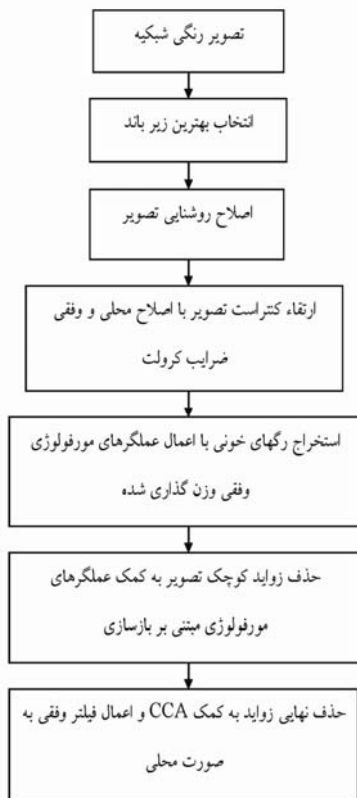 تصویر رنگی شبکیه
انتخاب بهترین زیر باند
اصلاح روشنایی تصویر
ارتقاء کنتراست تصویر با اصلاح محلی و وفقی
ضرایب کرولت
استخراج رگهای خونی با اعمال عملگرهای مورفولوژی
وفقی وزن گذاری شده
حذف زواید کوچک تصویر به کمک عملگرهای
مورفولوژی مبتنی بر بازسازی
حذف نهایی زواید به کمک CCA و اعمال فیلتر وفقی به
صورت محلی